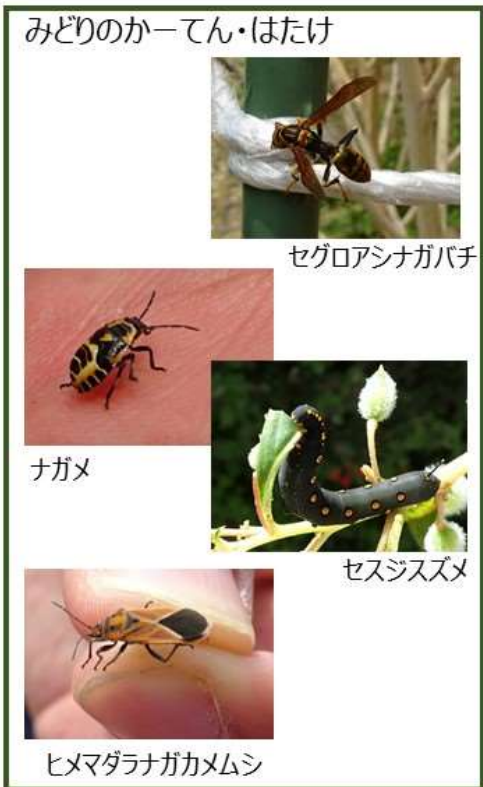 みどりのかーてん・はたけ
セグロアシナガバチ
ナガメ
セスジスズメ
ヒメマダラナガカメムシ